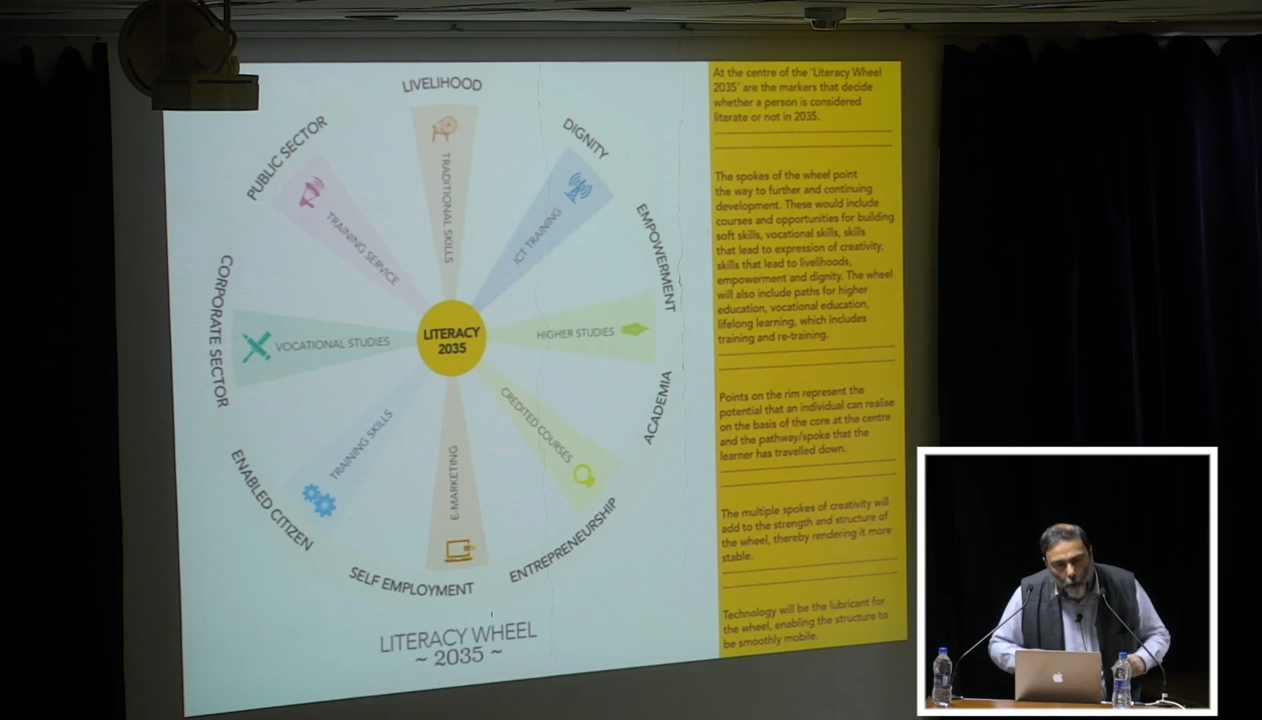 LIVELIHOOD
DIGNITY
EMPOWERMENT
ACADEMIA
ENTREPRENEURSHIP
SELF EMPLOYMENT
ENABLED CITIZEN
CORPORATE SECTOR
PUBLIC SECTOR
TRADITIONAL SKILLS
ICT TRAINING
HIGHER STUDIES
CREDITED COURSES
E-MARKETING
TRAINING SKILLS
VOCATIONAL STUDIES
TRAINING SERVICE
LITERACY
2035
LITERACY WHEEL
~ 2035 ~
At the centre of the 'Literacy Wheel
2035' are the markers that decide
whether a person is considered
literate or not in 2035.
The spokes of the wheel point
the way to further and continuing
development. These would include
courses and opportunities for building
soft skills, vocational skills, skills
that lead to expression of creativity,
skills that lead to livelihoods,
empowerment and dignity. The wheel
will also include paths for higher
education, vocational education,
lifelong learning, which includes
training and re-training.
Points on the rim represent the
potential that an individual can realise
on the basis of the core at the centre
and the pathway/spoke that the
learner has travelled down.
The multiple spokes of creativity will
add to the strength and structure of
the wheel, thereby rendering it more
stable.
Technology will be the lubricant for
the wheel, enabling the structure to
be smoothly mobile.